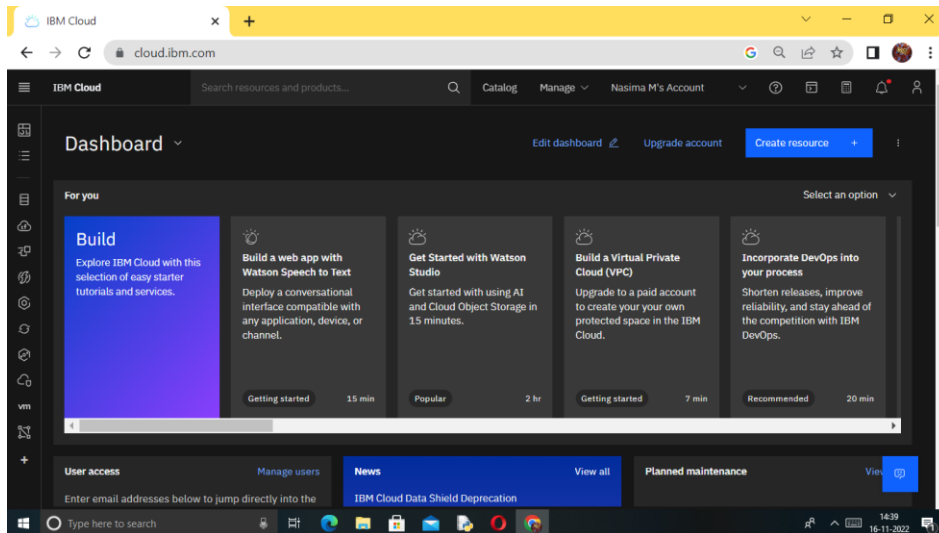 IBM Cloud
cloud.ibm.com
IBM Cloud
Search resources and products...
Catalog
Manage
Nasima M's Account
Dashboard
Edit dashboard
Upgrade account
Create resource +
For you
Select an option
Build
Explore IBM Cloud with this
selection of easy starter
tutorials and services.
Build a web app with
Watson Speech to Text
Deploy a conversational
interface compatible with
any application, device, or
channel.
Getting started
15 min
Get Started with Watson
Studio
Get started with using AI
and Cloud Object Storage in
15 minutes.
Popular
2 hr
Build a Virtual Private
Cloud (VPC)
Upgrade to a paid account
to create your your own
protected space in the IBM
Cloud.
Getting started
7 min
Incorporate DevOps into
your process
Shorten releases, improve
reliability, and stay ahead of
the competition with IBM
DevOps.
Recommended
20 min
vm
User access
Manage users
Enter email addresses below to jump directly into the
News
View all
IBM Cloud Data Shield Deprecation
Planned maintenance
Type here to search
14:39
16-11-2022